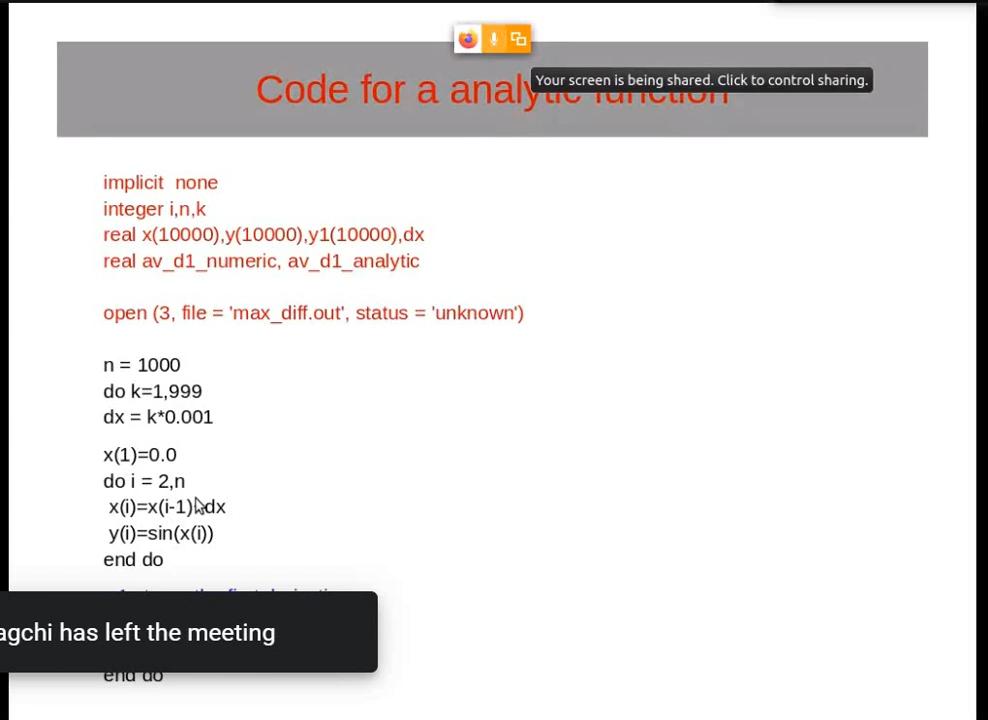 Your screen is being shared. Click to control sharing.
Code for a analytic function
implicit none
integer i,n,k
real x(10000),y(10000),y1(10000),dx
real av_d1_numeric, av_d1_analytic
open (3, file = 'max_diff.out', status = 'unknown')
n = 1000
do k=1,999
dx = k*0.001
x(1)=0.0
do i = 2,n
x(i)=x(i-1) dx
y(i)=sin(x(i))
end do
agchi has left the meeting
end do